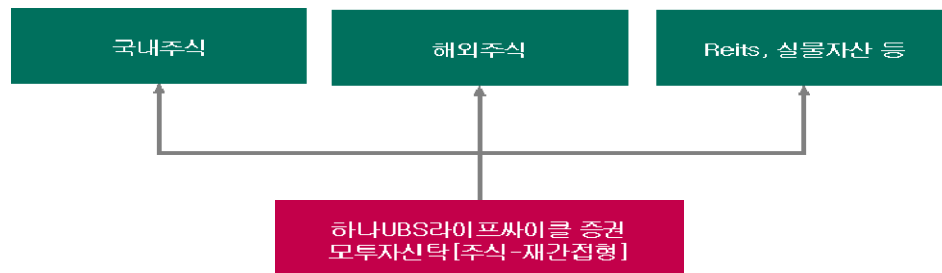 국내주식
해외주식
Reits, 실물자산 등
하나UBS라이프싸이클 증권
모투자신탁[주식-재간접형]